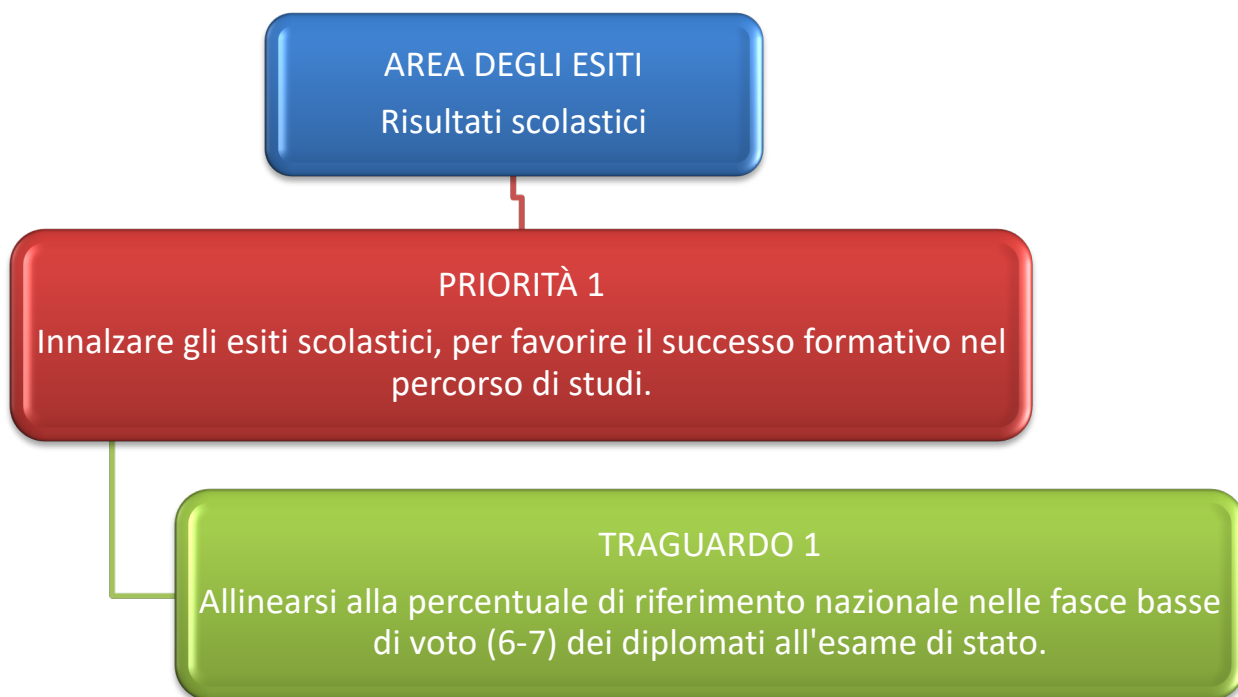 AREA DEGLI ESITI
Risultati scolastici
PRIORITÀ 1
Innalzare gli esiti scolastici, per favorire il successo formativo nel
percorso di studi.
TRAGUARDO 1
Allinearsi alla percentuale di riferimento nazionale nelle fasce basse
di voto (6-7) dei diplomati all'esame di stato.